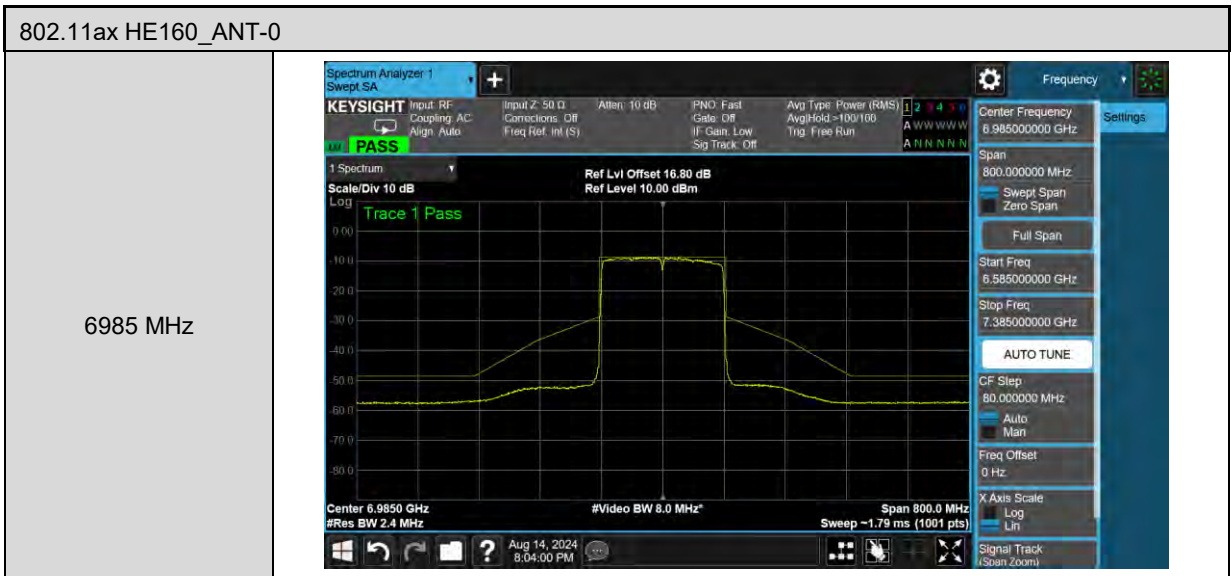 802.11ax HE160_ANT-0
6985 MHz
Spectrum Analyzer 1
Swept SA
+
Frequency
KEYSIGHT
Input: RF
Coupling: AC
Align: Auto
Input Z: 50 Ω
Corrections: Off
Freq Ref: Int (S)
Atten: 10 dB
PNO: Fast
Gate: Off
IF Gain: Low
Sig Track: Off
Avg Type: Power (RMS)
Avg|Hold: >100/100
Trig: Free Run
1 2 3 4 5 6
A W W W W W
A N N N N N
PASS
1 Spectrum
Scale/Div 10 dB
Ref Lvl Offset 16.80 dB
Ref Level 10.00 dBm
Log
Trace 1 Pass
0.00
-10.0
-20.0
-30.0
-40.0
-50.0
-60.0
-70.0
-80.0
Center 6.9850 GHz
#Res BW 2.4 MHz
#Video BW 8.0 MHz*
Span 800.0 MHz
Sweep ~1.79 ms (1001 pts)
?
Aug 14, 2024
8:04:00 PM
Center Frequency
6.985000000 GHz
Settings
Span
800.000000 MHz
Swept Span
Zero Span
Full Span
Start Freq
6.585000000 GHz
Stop Freq
7.385000000 GHz
AUTO TUNE
CF Step
80.000000 MHz
Auto
Man
Freq Offset
0 Hz
X Axis Scale
Log
Lin
Signal Track
(Span Zoom)